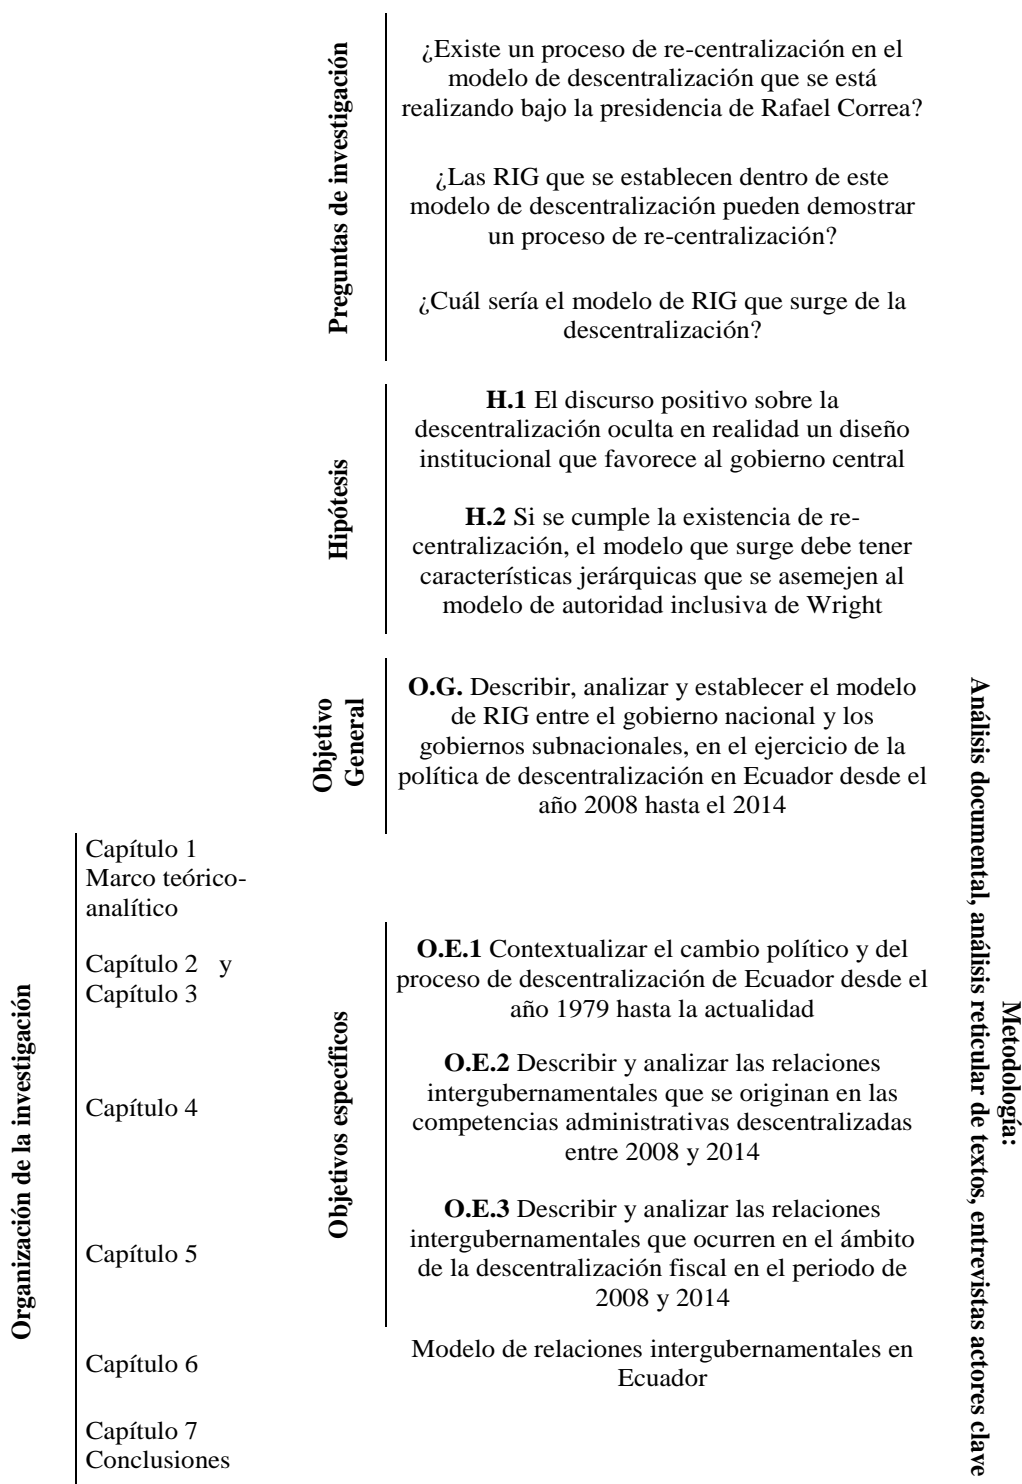 Preguntas de investigación
¿Existe un proceso de re-centralización en el
modelo de descentralización que se está
realizando bajo la presidencia de Rafael Correa?
¿Las RIG que se establecen dentro de este
modelo de descentralización pueden demostrar
un proceso de re-centralización?
¿Cuál sería el modelo de RIG que surge de la
descentralización?
Hipótesis
H.1 El discurso positivo sobre la
descentralización oculta en realidad un diseño
institucional que favorece al gobierno central
H.2 Si se cumple la existencia de re-
centralización, el modelo que surge debe tener
características jerárquicas que se asemejen al
modelo de autoridad inclusiva de Wright
Objetivo
General
O.G. Describir, analizar y establecer el modelo
de RIG entre el gobierno nacional y los
gobiernos subnacionales, en el ejercicio de la
política de descentralización en Ecuador desde el
año 2008 hasta el 2014
Organización de la investigación
Capítulo 1
Marco teórico-
analítico
Capítulo 2 y
Capítulo 3
Capítulo 4
Capítulo 5
Capítulo 6
Capítulo 7
Conclusiones
Objetivos específicos
O.E.1 Contextualizar el cambio político y del
proceso de descentralización de Ecuador desde el
año 1979 hasta la actualidad
O.E.2 Describir y analizar las relaciones
intergubernamentales que se originan en las
competencias administrativas descentralizadas
entre 2008 y 2014
O.E.3 Describir y analizar las relaciones
intergubernamentales que ocurren en el ámbito
de la descentralización fiscal en el periodo de
2008 y 2014
Modelo de relaciones intergubernamentales en
Ecuador
Metodología:
Análisis documental, análisis reticular de textos, entrevistas actores clave